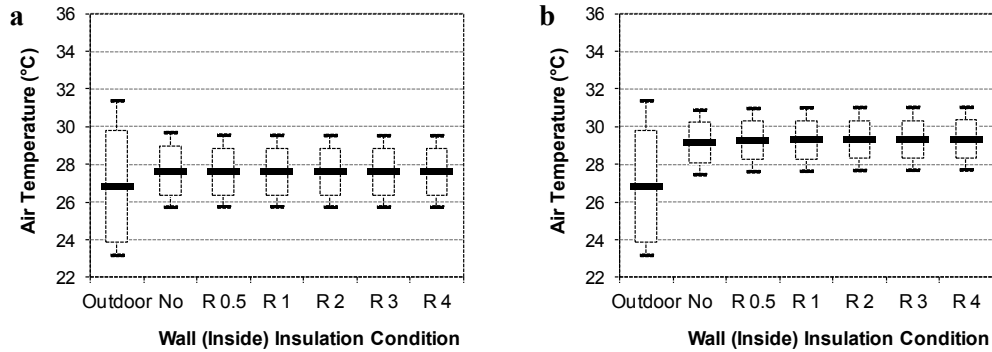 a
Air Temperature (°C)
36
34
32
30
28
26
24
22
Outdoor No R 0.5 R 1 R 2 R 3 R 4
Wall (Inside) Insulation Condition
b
Air Temperature (°C)
36
34
32
30
28
26
24
22
Outdoor No R 0.5 R 1 R 2 R 3 R 4
Wall (Inside) Insulation Condition